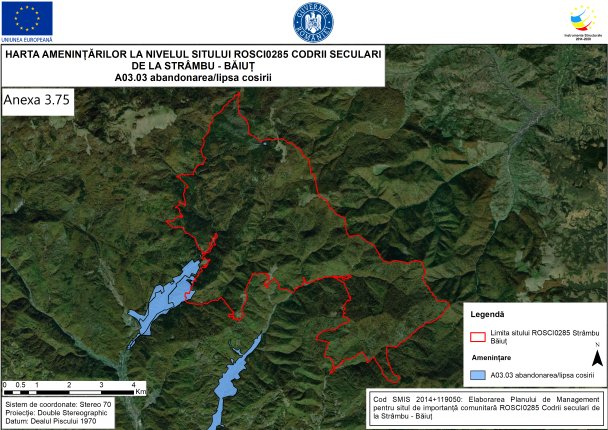 UNIUNEA EUROPEANĂ
GUVERNUL ROMÂNIEI
Instrumente Structurale
2014-2020
HARTA AMENINȚĂRILOR LA NIVELUL SITULUI ROSCI0285 CODRII SECULARI
DE LA STRÂMBU - BĂIUȚ
A03.03 abandonarea/lipsa cosirii
Anexa 3.75
0 0.5 1 2 3 4
Km
Sistem de coordonate: Stereo 70
Proiecție: Double Stereographic
Datum: Dealul Piscului 1970
Legendă
Limita sitului ROSCI0285 Strâmbu
Băiuț
Amenințare
A03.03 abandonarea/lipsa cosirii
N
Cod SMIS 2014+119050: Elaborarea Planului de Management
pentru situl de importanță comunitară ROSCI0285 Codrii seculari de
la Strâmbu - Băiuț